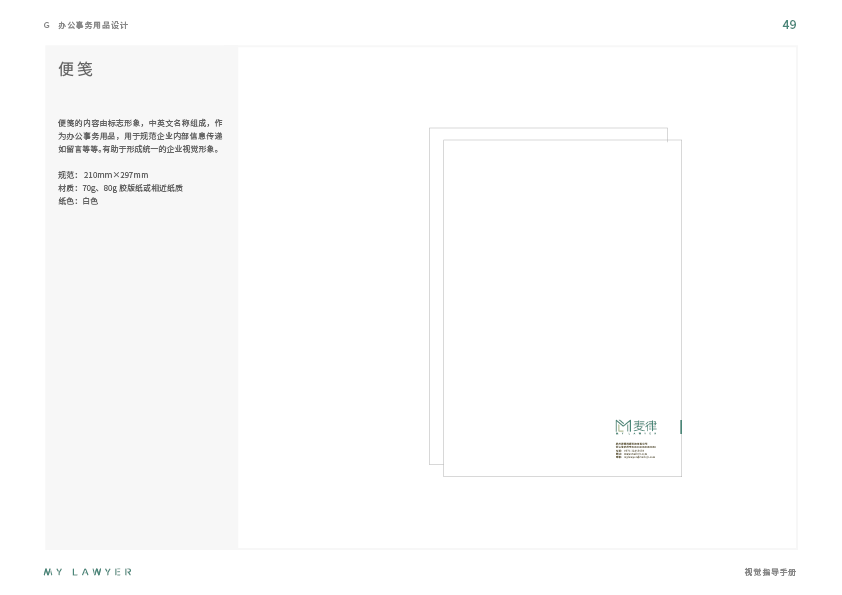 G 办公事务用品设计
49
便笺
便笺的内容由标志形象，中英文名称组成，作
为办公事务用品，用于规范企业内部信息传递
如留言等等。有助于形成统一的企业视觉形象。
规范： 210mm×297mm
材质：70g、80g 胶版纸或相近纸质
纸色：白色
麦律
MY LAWYER
MY LAWYER
视觉指导手册